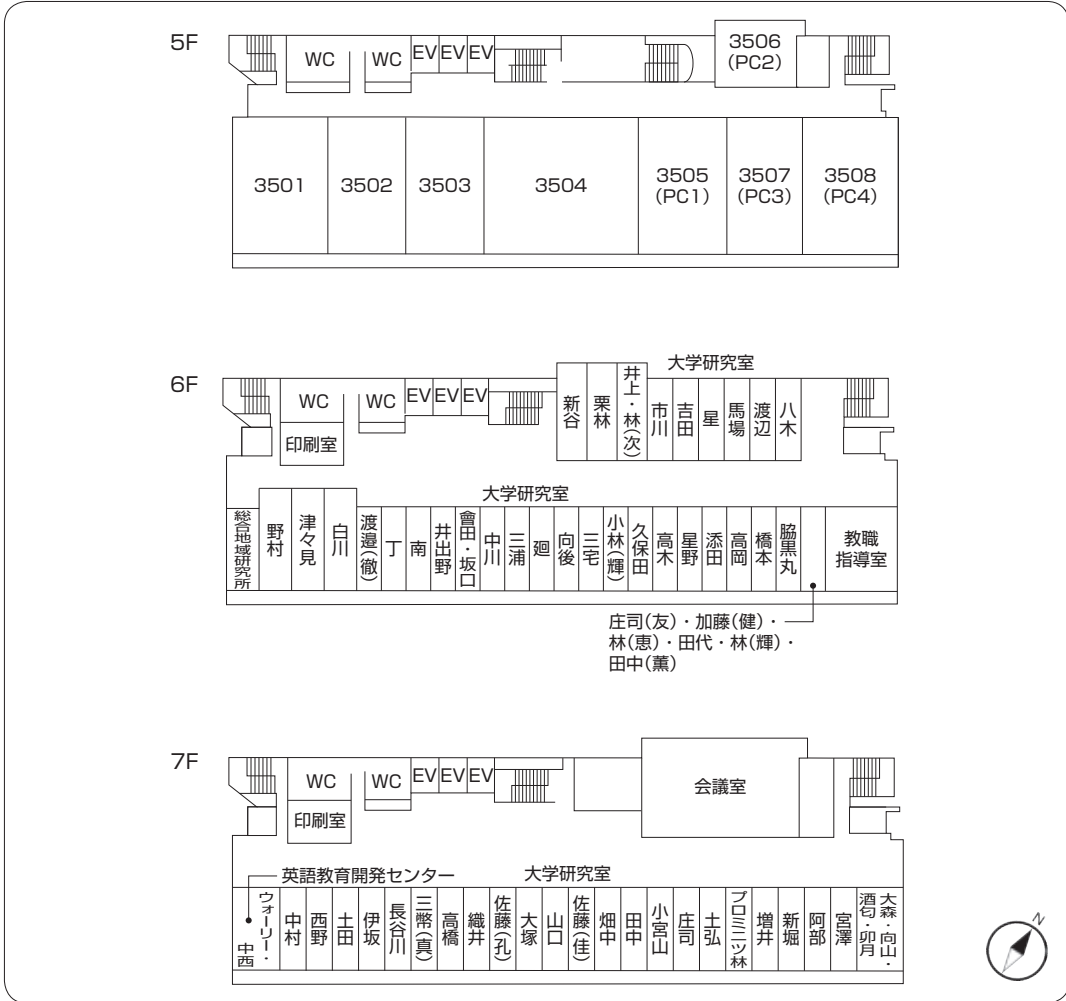 5F
WC
WC
EV
EV
EV
3506
(PC2)
3501
3502
3503
3504
3505
(PC1)
3507
(PC3)
3508
(PC4)
6F
大学研究室
WC
WC
EV
EV
EV
印刷室
新谷
栗林
井上・林(次)
市川
吉田
星
馬場
渡辺
八木
大学研究室
総合地域研究所
野村
津々見
白川
渡邉(徹)
丁
南
井出野
會田・坂口
中川
三浦
廻
向後
三宅
小林(輝)
久保田
高木
星野
添田
高岡
橋本
脇黒丸
教職
指導室
庄司(友)・加藤(健)・
林(恵)・田代・林(輝)・
田中(薫)
7F
WC
WC
EV
EV
EV
印刷室
会議室
英語教育開発センター
大学研究室
ウォーリー・
中西
中村
西野
土田
伊坂
長谷川
三幣(真)
高橋
織井
佐藤(孔)
大塚
山口
佐藤(佳)
畑中
田中
小宮山
庄司
土弘
プロミニツ林
増井
新堀
阿部
宮澤
大森・向山・
酒匂・卯月
N